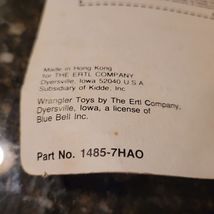 Made in Hong Kong
for THE ERTL COMPANY
Dyersville, Iowa 52040 U S A
Subsidiary of Kidde, Inc
Wrangler Toys by The Ertl Company,
Dyersville, Iowa, a license of
Blue Bell Inc.
Part No. 1485-7HAO